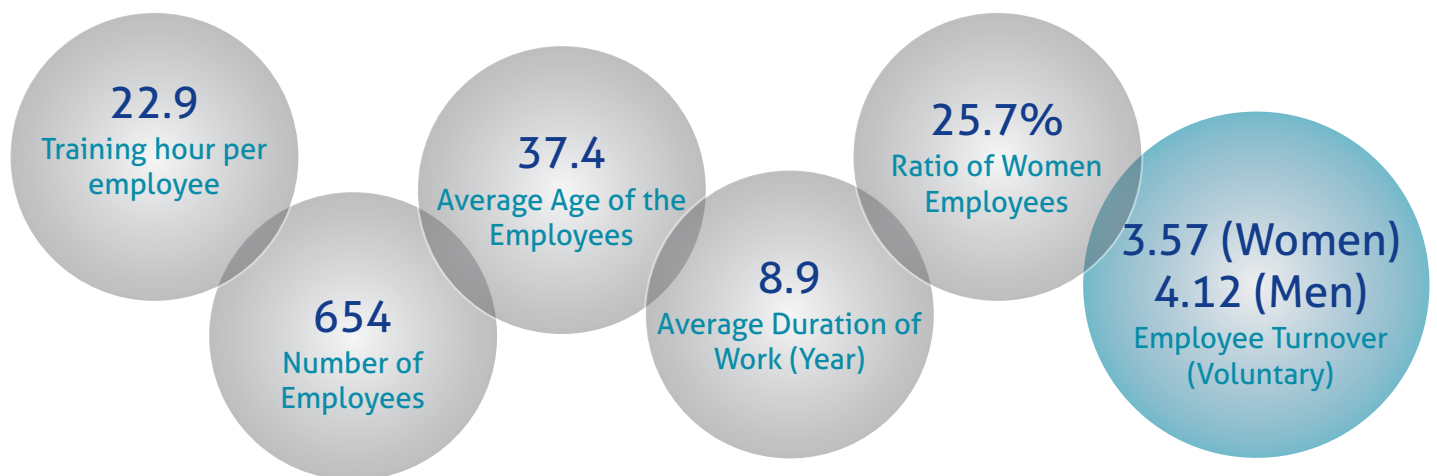 22.9
Training hour per
employee
654
Number of
Employees
37.4
Average Age of the
Employees
8.9
Average Duration of
Work (Year)
25.7%
Ratio of Women
Employees
3.57 (Women)
4.12 (Men)
Employee Turnover
(Voluntary)